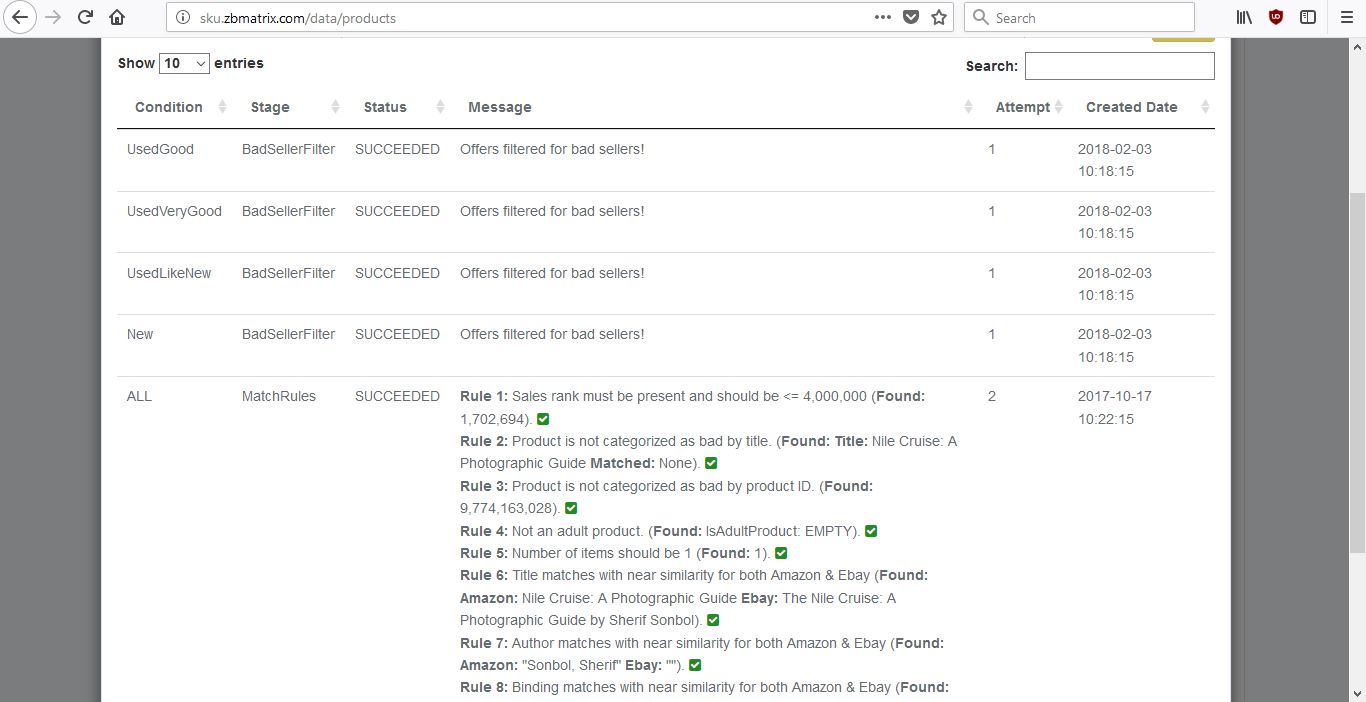 sku.zbmatrix.com/data/products
Search
Show 10 entries
Search:
Condition Stage Status Message Attempt Created Date
UsedGood BadSellerFilter SUCCEEDED Offers filtered for bad sellers! 1 2018-02-03
10:18:15
UsedVeryGood BadSellerFilter SUCCEEDED Offers filtered for bad sellers! 1 2018-02-03
10:18:15
UsedLikeNew BadSellerFilter SUCCEEDED Offers filtered for bad sellers! 1 2018-02-03
10:18:15
New BadSellerFilter SUCCEEDED Offers filtered for bad sellers! 1 2018-02-03
10:18:15
ALL MatchRules SUCCEEDED Rule 1: Sales rank must be present and should be <= 4,000,000 (Found: 2 2017-10-17
1,702,694). 10:22:15
Rule 2: Product is not categorized as bad by title. (Found: Title: Nile Cruise: A
Photographic Guide Matched: None).
Rule 3: Product is not categorized as bad by product ID. (Found:
9,774,163,028).
Rule 4: Not an adult product. (Found: IsAdultProduct: EMPTY).
Rule 5: Number of items should be 1 (Found: 1).
Rule 6: Title matches with near similarity for both Amazon & Ebay (Found:
Amazon: Nile Cruise: A Photographic Guide Ebay: The Nile Cruise: A
Photographic Guide by Sherif Sonbol).
Rule 7: Author matches with near similarity for both Amazon & Ebay (Found:
Amazon: "Sonbol, Sherif" Ebay: "").
Rule 8: Binding matches with near similarity for both Amazon & Ebay (Found: